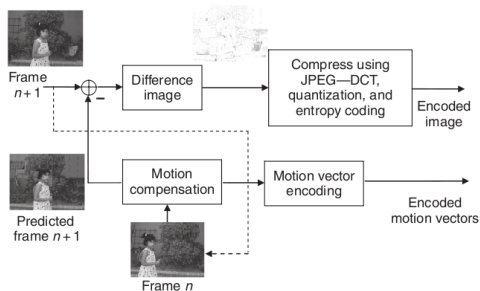 Frame
n+1
−
Difference
image
Compress using
JPEG—DCT,
quantization, and
entropy coding
Encoded
image
Predicted
frame n+1
Motion
compensation
Motion vector
encoding
Encoded
motion vectors
Frame n